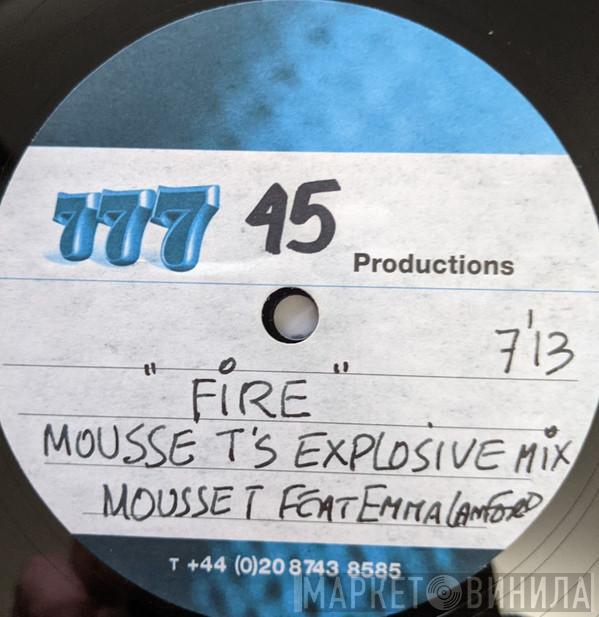 777 45
Productions
7'13
"FIRE"
MOUSSE T'S EXPLOSIVE MIX
MOUSSE T FEAT EMMA LANFORD
T +44 (0)20 8743 8585
МАРКЕТ ВИНИЛА